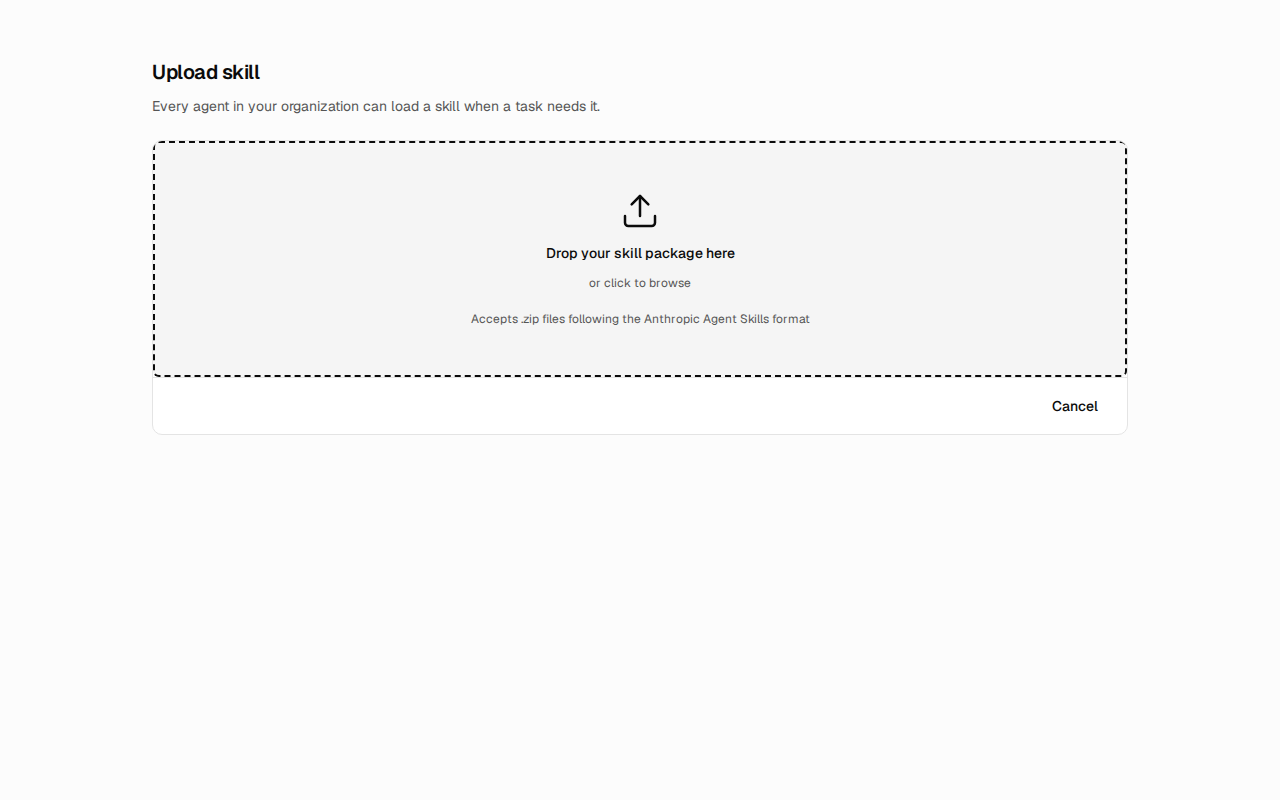 Upload skill
Every agent in your organization can load a skill when a task needs it.
Drop your skill package here
or click to browse
Accepts .zip files following the Anthropic Agent Skills format
Cancel